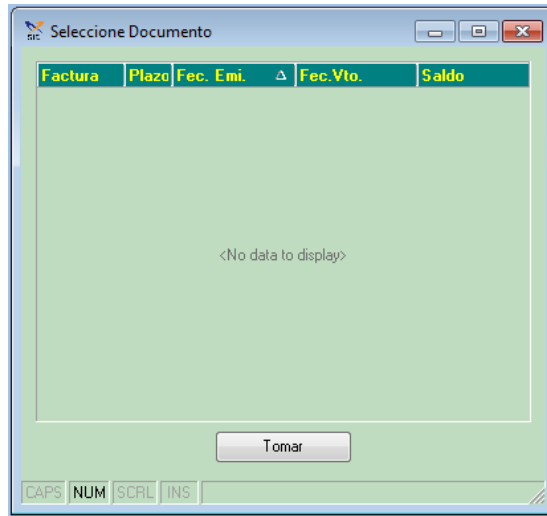 SIC Seleccione Documento
Factura Plazo Fec. Emi. Fec.Vto. Saldo
<No data to display>
Tomar
CAPS NUM SCRL INS